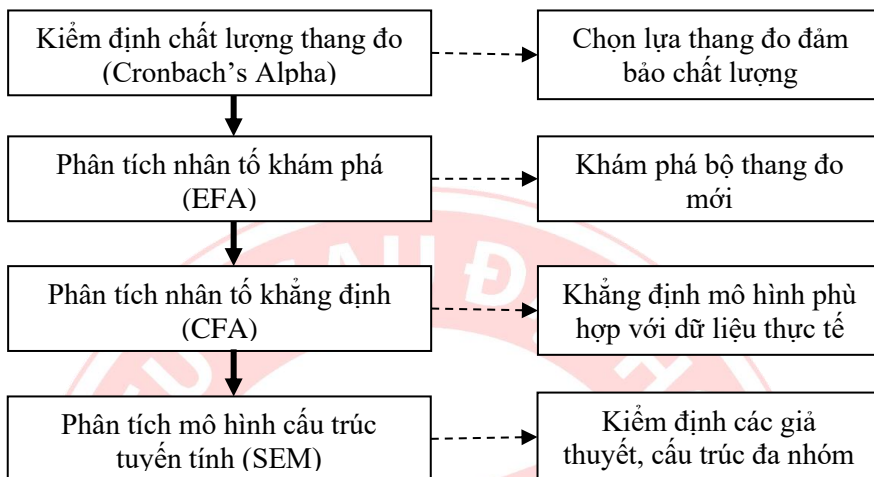 Kiểm định chất lượng thang đo
(Cronbach's Alpha)
Chọn lựa thang đo đảm
bảo chất lượng
Phân tích nhân tố khám phá
(EFA)
Khám phá bộ thang đo
mới
Phân tích nhân tố khẳng định
(CFA)
Khẳng định mô hình phù
hợp với dữ liệu thực tế
Phân tích mô hình cấu trúc
tuyến tính (SEM)
Kiểm định các giả
thuyết, cấu trúc đa nhóm